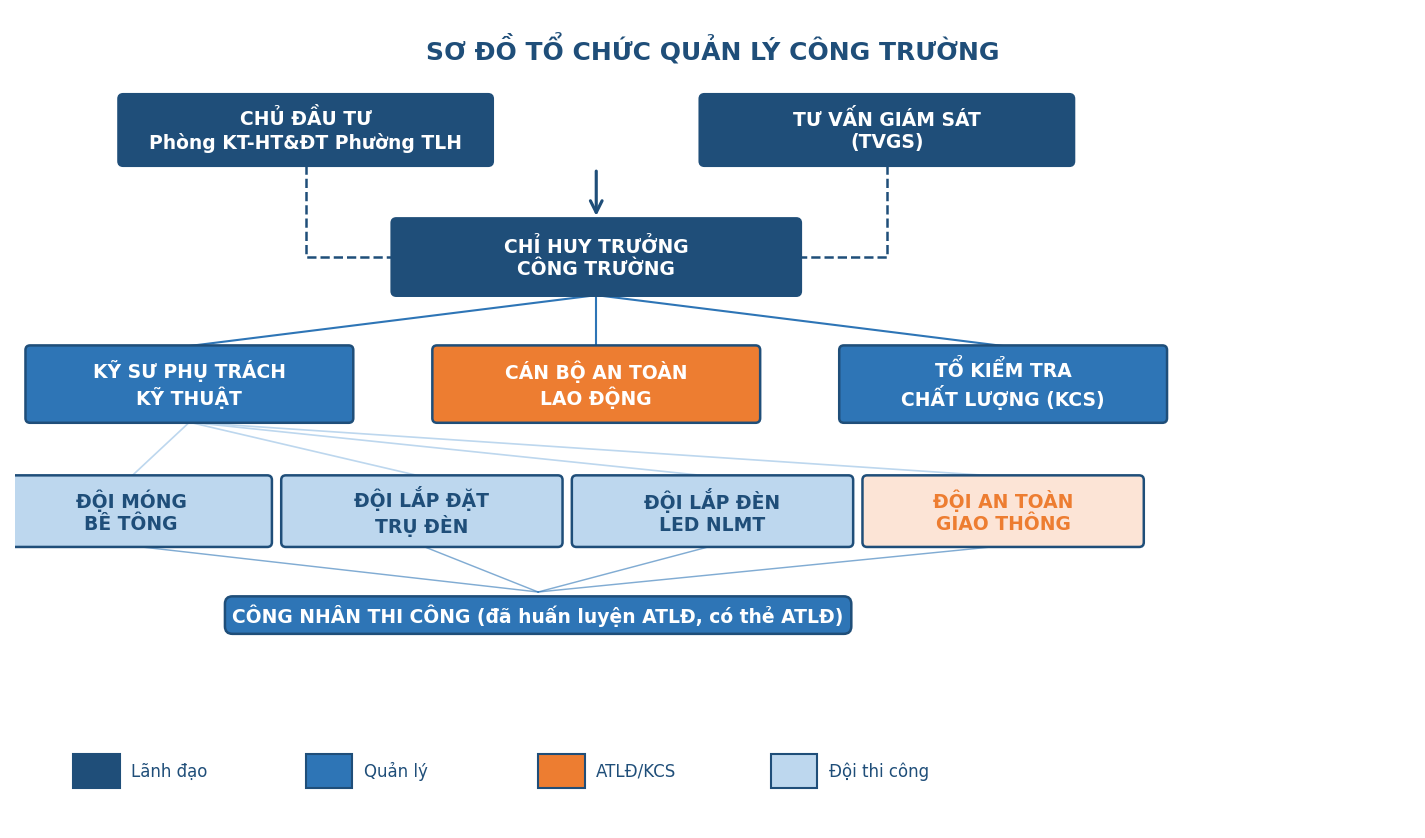 SƠ ĐỒ TỔ CHỨC QUẢN LÝ CÔNG TRƯỜNG
CHỦ ĐẦU TƯ
Phòng KT-HT&ĐT Phường TLH
TƯ VẤN GIÁM SÁT
(TVGS)
CHỈ HUY TRƯỞNG
CÔNG TRƯỜNG
KỸ SƯ PHỤ TRÁCH
KỸ THUẬT
CÁN BỘ AN TOÀN
LAO ĐỘNG
TỔ KIỂM TRA
CHẤT LƯỢNG (KCS)
ĐỘI MÓNG
BÊ TÔNG
ĐỘI LẮP ĐẶT
TRỤ ĐÈN
ĐỘI LẮP ĐÈN
LED NLMT
ĐỘI AN TOÀN
GIAO THÔNG
CÔNG NHÂN THI CÔNG (đã huấn luyện ATLĐ, có thẻ ATLĐ)
Lãnh đạo
Quản lý
ATLĐ/KCS
Đội thi công